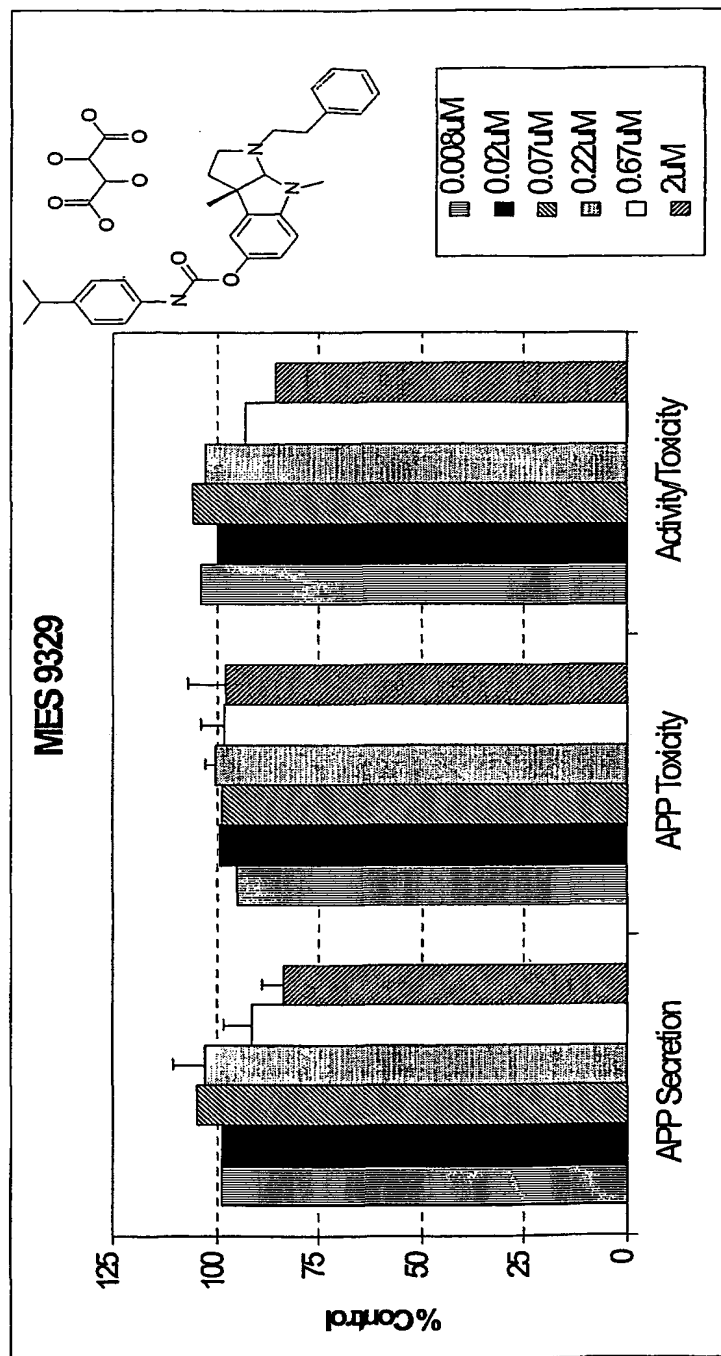 MES 9329
% Control
125
100
75
50
25
0
APP Secretion
APP Toxicity
Activity/Toxicity
0.008uM
0.02uM
0.07uM
0.22uM
0.67uM
2uM
O
O
O
O
O
O
N
O
O
N
N